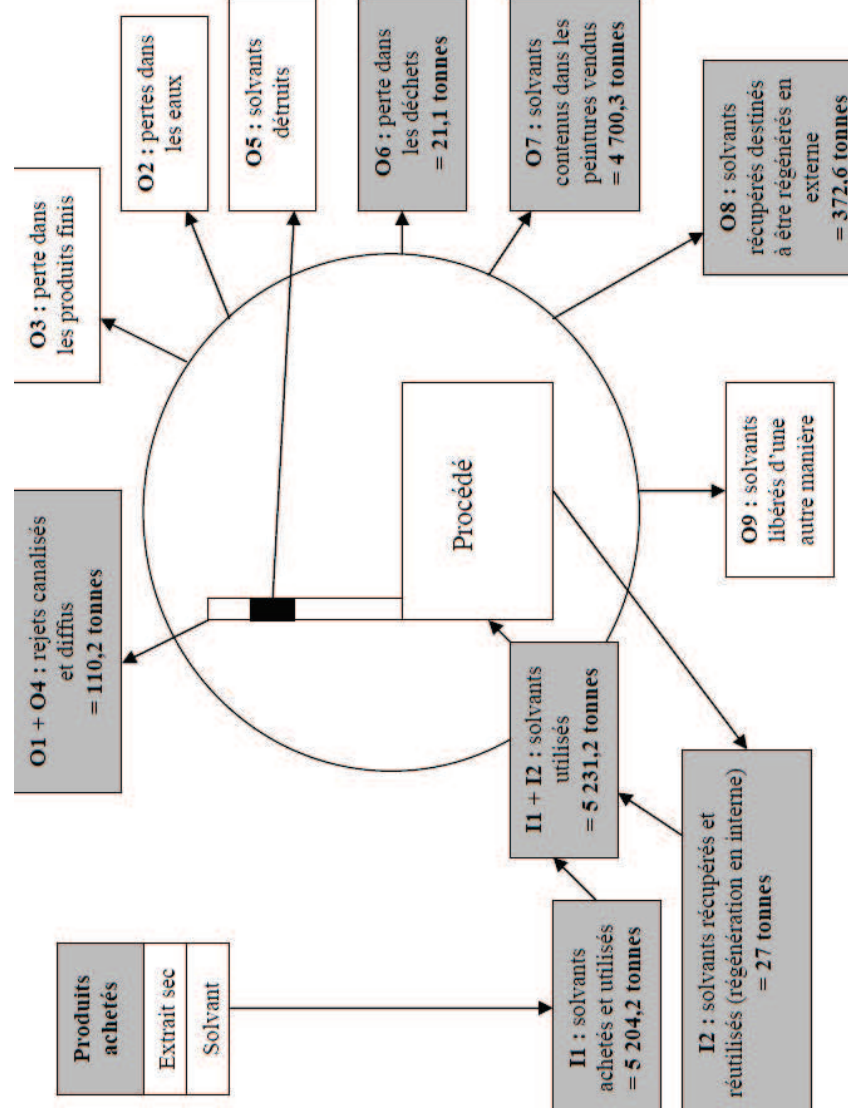 Produits
achetés
Extrait sec
Solvant
I1 : solvants
achetés et utilisés
= 5 204,2 tonnes
I2 : solvants récupérés et
réutilisés (régénération en interne)
= 27 tonnes
I1 + I2 : solvants
utilisés
= 5 231,2 tonnes
Procédé
O1 + O4 : rejets canalisés
et diffus
= 110,2 tonnes
O3 : perte dans
les produits finis
O2 : pertes dans
les eaux
O5 : solvants
détruits
O6 : perte dans
les déchets
= 21,1 tonnes
O7 : solvants
contenus dans les
peintures vendus
= 4 700,3 tonnes
O8 : solvants
récupérés destinés
à être régénérés en
externe
= 372,6 tonnes
O9 : solvants
libérés d'une
autre manière